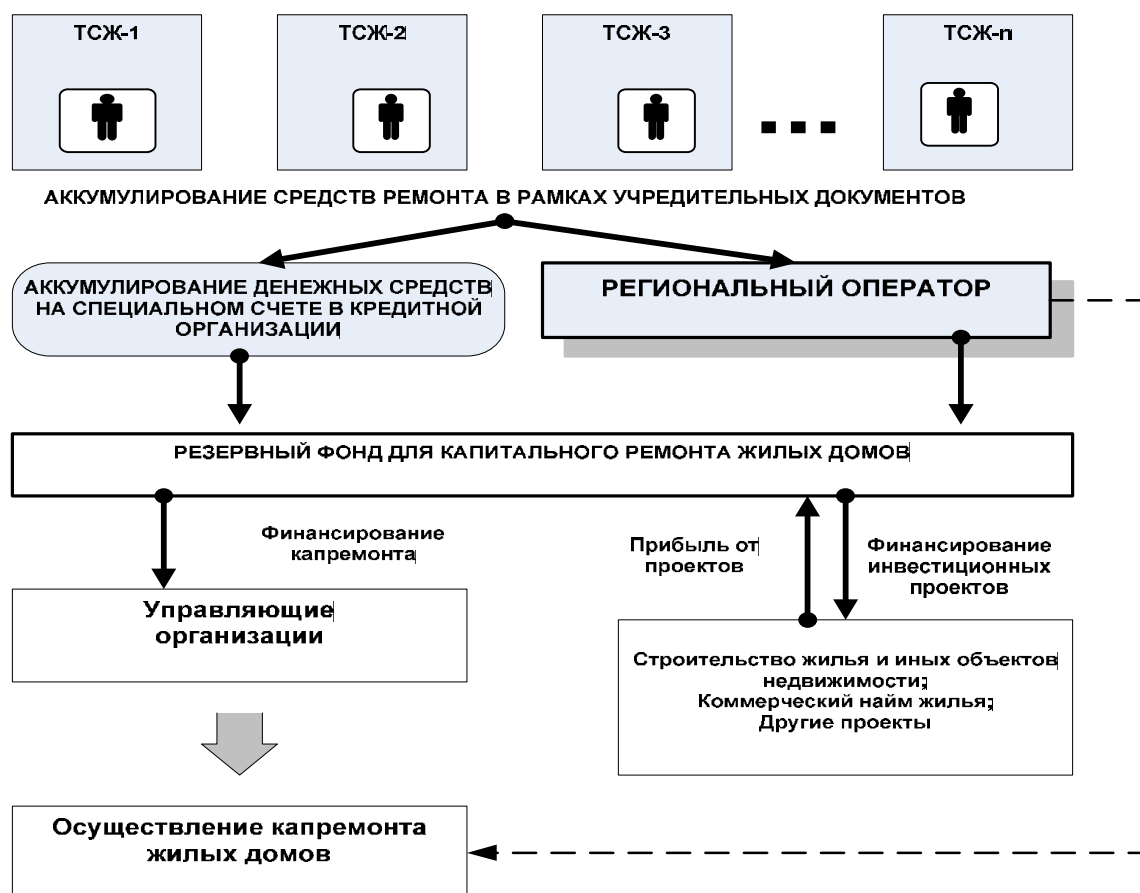 ТСЖ-1
ТСЖ-2
ТСЖ-3
ТСЖ-n
АККУМУЛИРОВАНИЕ СРЕДСТВ РЕМОНТА В РАМКАХ УЧРЕДИТЕЛЬНЫХ ДОКУМЕНТОВ
АККУМУЛИРОВАНИЕ ДЕНЕЖНЫХ СРЕДСТВ
НА СПЕЦИАЛЬНОМ СЧЕТЕ В КРЕДИТНОЙ
ОРГАНИЗАЦИИ
РЕГИОНАЛЬНЫЙ ОПЕРАТОР
РЕЗЕРВНЫЙ ФОНД ДЛЯ КАПИТАЛЬНОГО РЕМОНТА ЖИЛЫХ ДОМОВ
Финансирование
капремонта
Прибыль от
проектов
Финансирование
инвестиционных
проектов
Управляющие
организации
Строительство жилья и иных объектов
недвижимости;
Коммерческий найм жилья;
Другие проекты
Осуществление капремонта
жилых домов